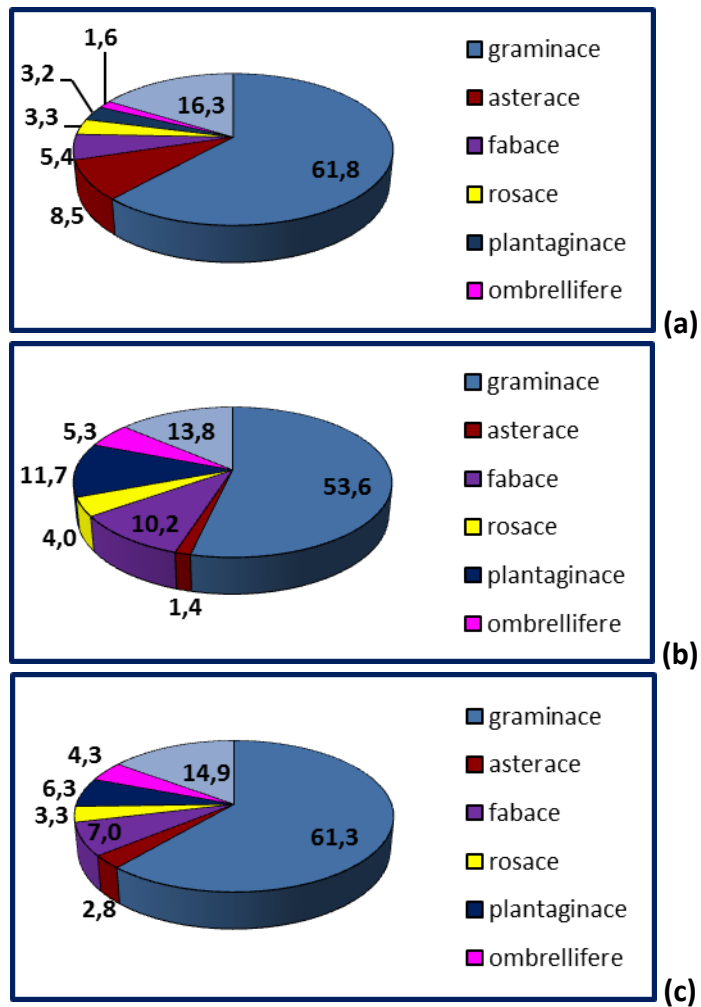 1,6
3,2
3,3
5,4
8,5
16,3
61,8
graminace
asterace
fabace
rosace
plantaginace
ombrellifere
(a)
5,3
11,7
4,0
13,8
10,2
1,4
53,6
graminace
asterace
fabace
rosace
plantaginace
ombrellifere
(b)
4,3
6,3
3,3
14,9
7,0
2,8
61,3
graminace
asterace
fabace
rosace
plantaginace
ombrellifere
(c)